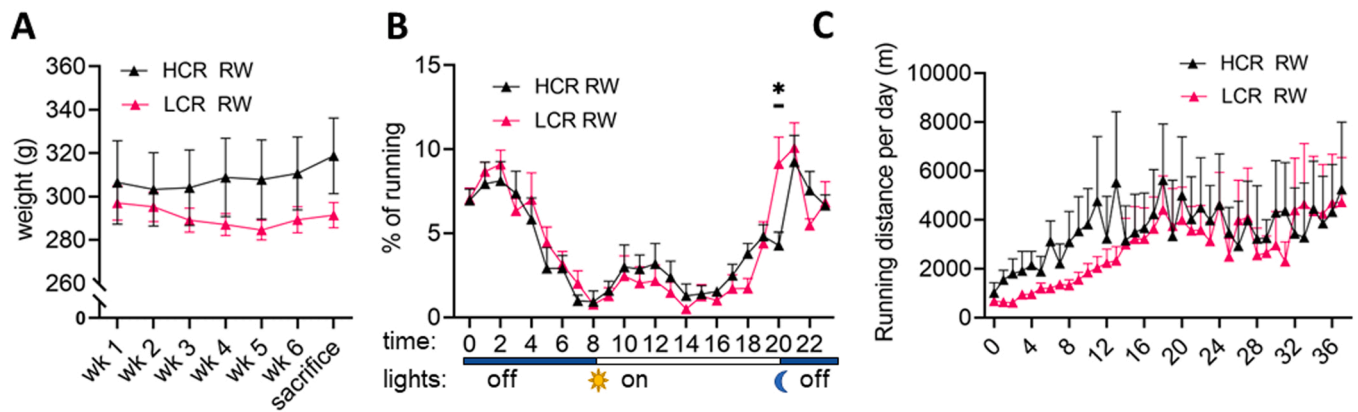 A
weight (g)
360
340
320
300
280
260
0
HCR RW
LCR RW
wk 1
wk 2
wk 3
wk 4
wk 5
wk 6
sacrifice
B
% of running
15
10
5
0
HCR RW
LCR RW
*
time: 0 2 4 6 8 10 12 14 16 18 20 22
lights: off on off
C
Running distance per day (m)
10000
8000
6000
4000
2000
0
HCR RW
LCR RW
0 4 8 12 16 20 24 28 32 36